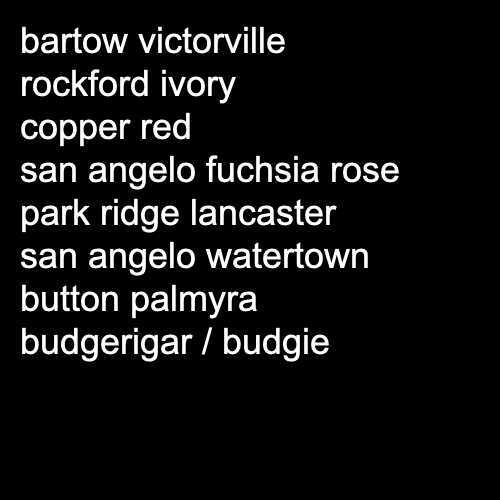 bartow victorville
rockford ivory
copper red
san angelo fuchsia rose
park ridge lancaster
san angelo watertown
button palmyra
budgerigar / budgie